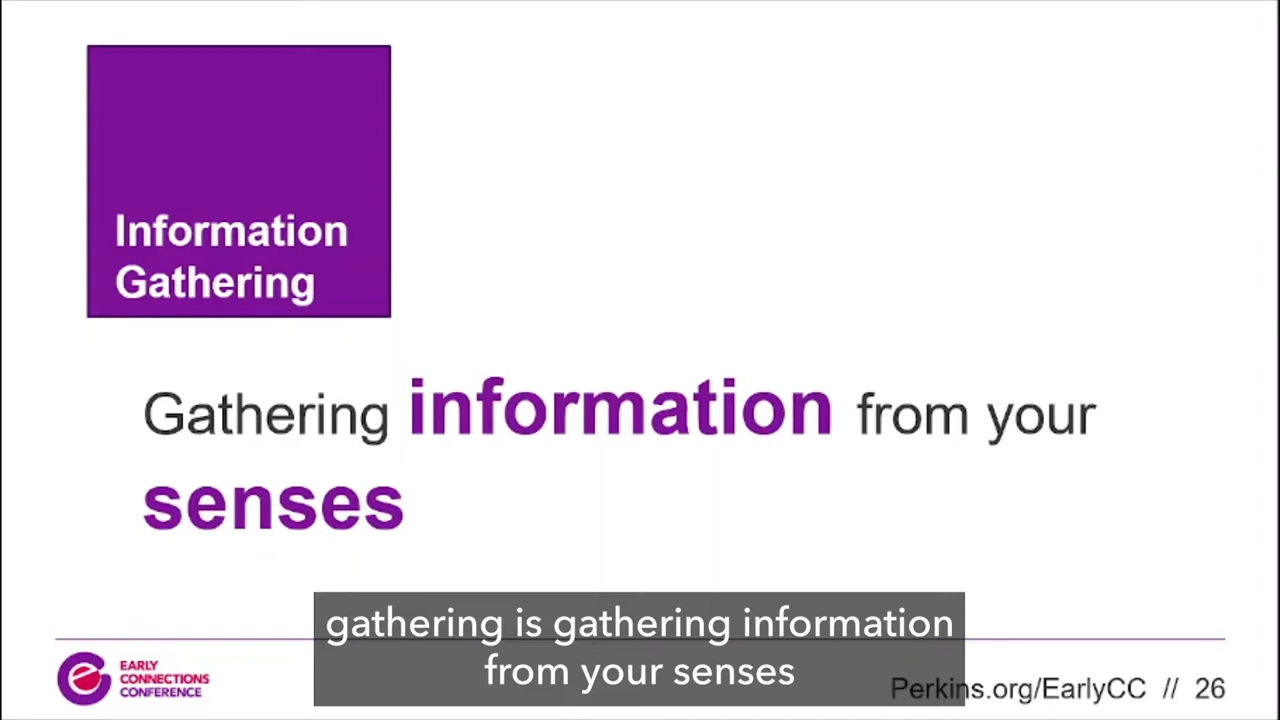 Information
Gathering
Gathering information from your
senses
gathering is gathering information
from your senses
EARLY
CONNECTIONS
CONFERENCE
Perkins.org/EarlyCC // 26